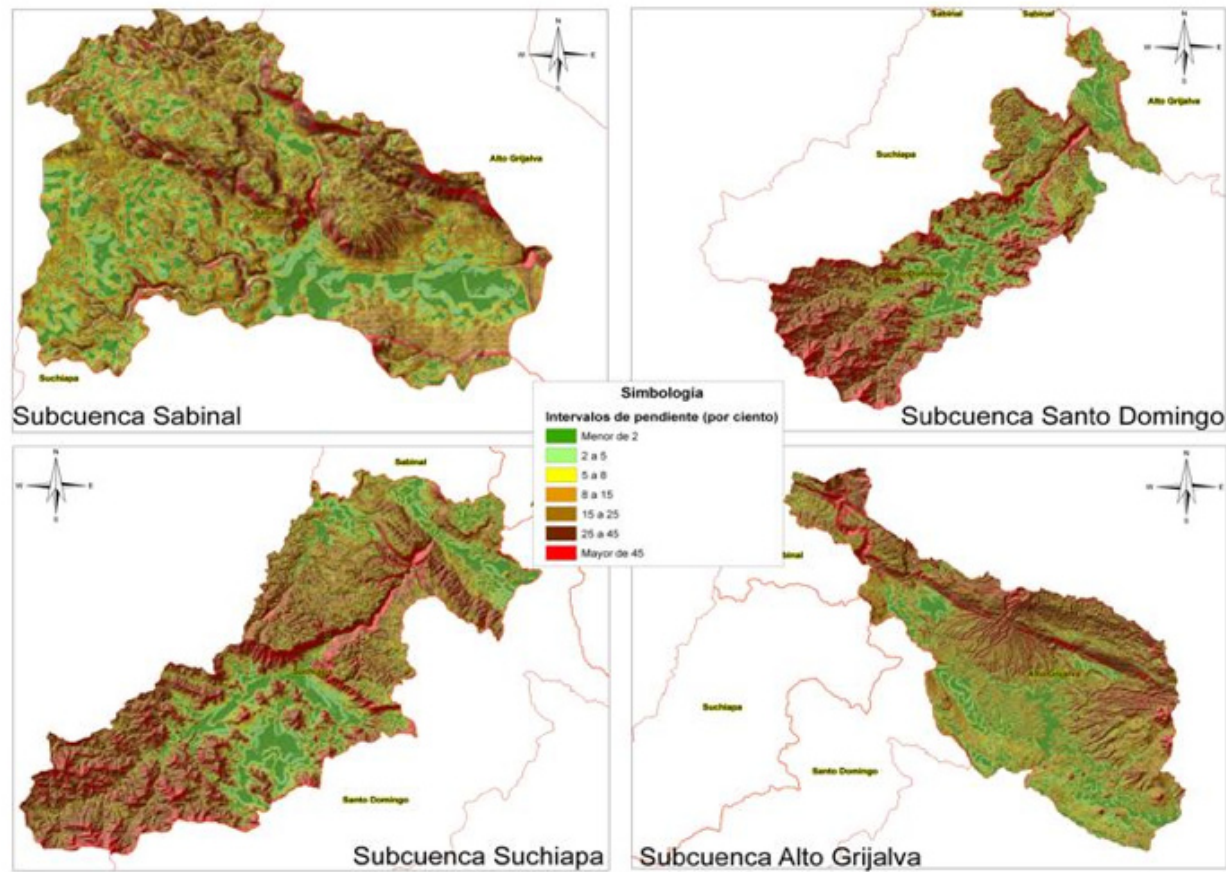 N
W E
S
Alto Grijalva
Suchiapa
Subcuenca Sabinal
Sabinal
Sabinal
N
W E
S
Alto Grijalva
Suchiapa
Subcuenca Santo Domingo
Simbología
Intervalos de pendiente (por ciento)
Menor de 2
2 a 5
5 a 8
8 a 15
15 a 25
25 a 45
Mayor de 45
N
W E
S
Sabinal
Santo Domingo
Subcuenca Suchiapa
N
W E
S
Alto Grijalva
Suchiapa
Santo Domingo
Subcuenca Alto Grijalva